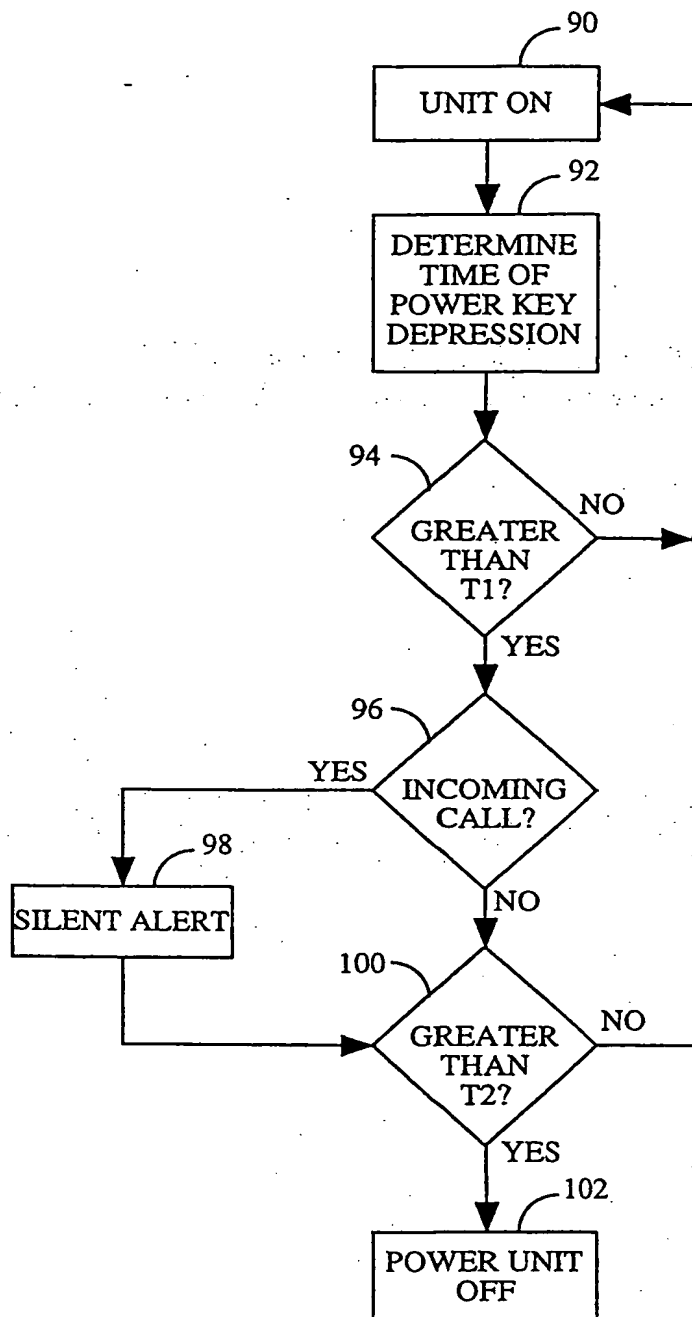 90
UNIT ON
92
DETERMINE
TIME OF
POWER KEY
DEPRESSION
94
NO
GREATER
THAN
T1?
YES
96
YES
INCOMING
CALL?
98
NO
SILENT ALERT
100
NO
GREATER
THAN
T2?
YES
102
POWER UNIT
OFF